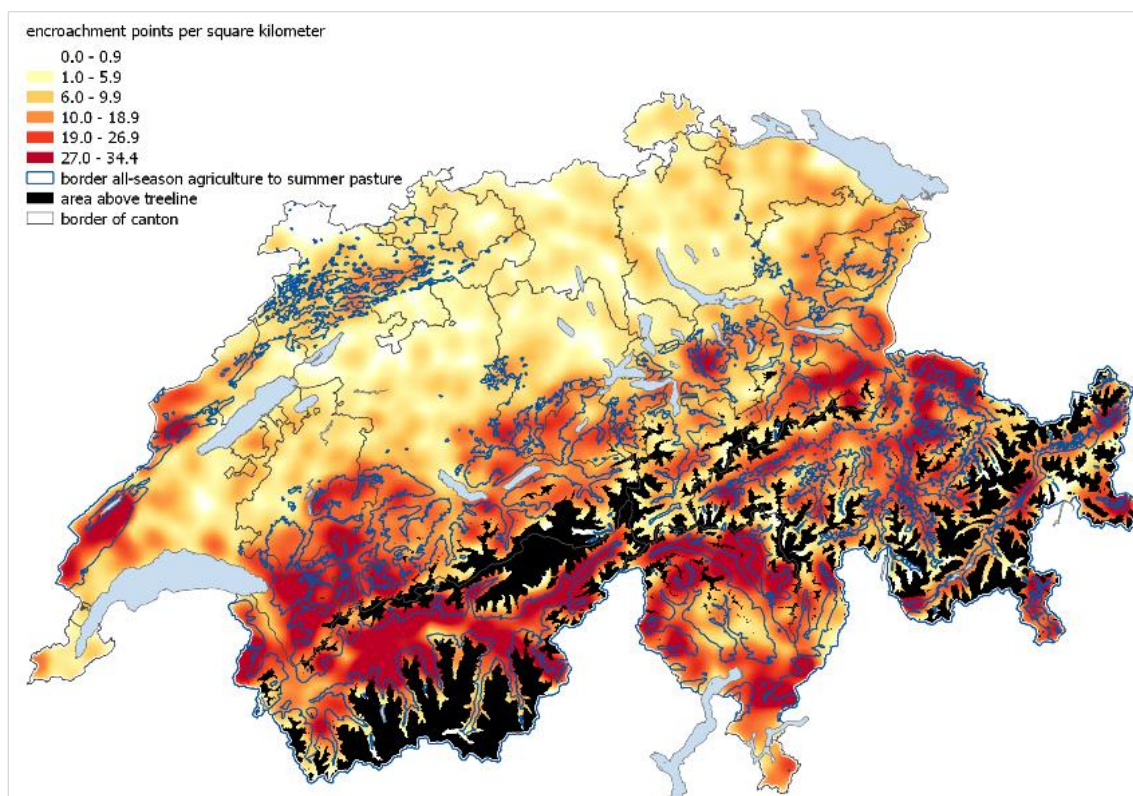 encroachment points per square kilometer
0.0 - 0.9
1.0 - 5.9
6.0 - 9.9
10.0 - 18.9
19.0 - 26.9
27.0 - 34.4
border all-season agriculture to summer pasture
area above treeline
border of canton